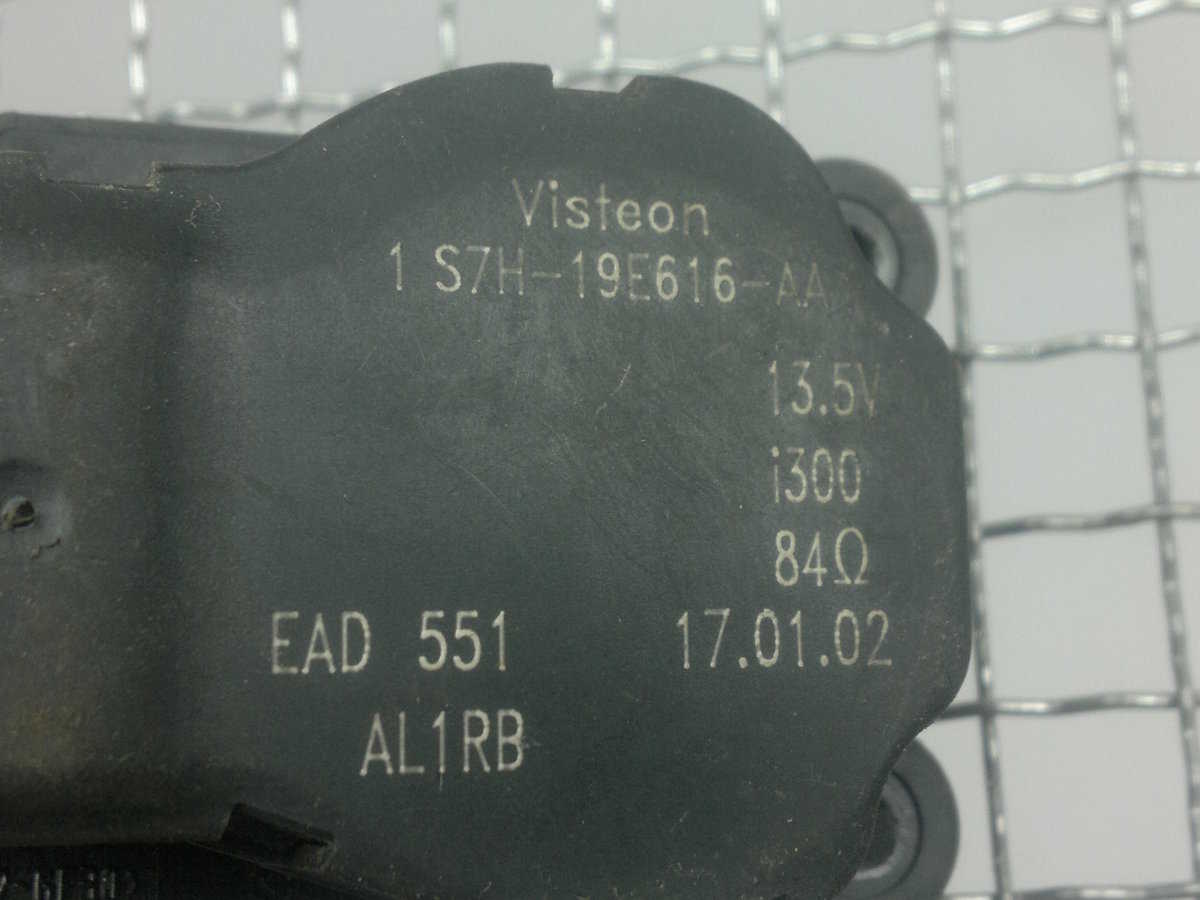 Visteon
1 S7H-19E616-AA
13.5V
i300
84Ω
EAD 551 17.01.02
AL1RB